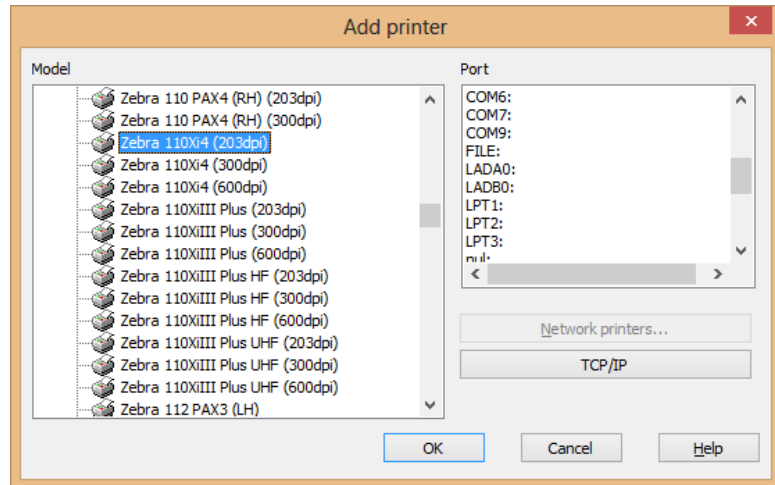 Add printer
Model
Zebra 110 PAX4 (RH) (203dpi)
Zebra 110 PAX4 (RH) (300dpi)
Zebra 110Xi4 (203dpi)
Zebra 110Xi4 (300dpi)
Zebra 110Xi4 (600dpi)
Zebra 110XiIII Plus (203dpi)
Zebra 110XiIII Plus (300dpi)
Zebra 110XiIII Plus (600dpi)
Zebra 110XiIII Plus HF (203dpi)
Zebra 110XiIII Plus HF (300dpi)
Zebra 110XiIII Plus HF (600dpi)
Zebra 110XiIII Plus UHF (203dpi)
Zebra 110XiIII Plus UHF (300dpi)
Zebra 110XiIII Plus UHF (600dpi)
Zebra 112 PAX3 (LH)
Port
COM6:
COM7:
COM9:
FILE:
LADA0:
LADB0:
LPT1:
LPT2:
LPT3:
nul:
Network printers...
TCP/IP
OK
Cancel
Help